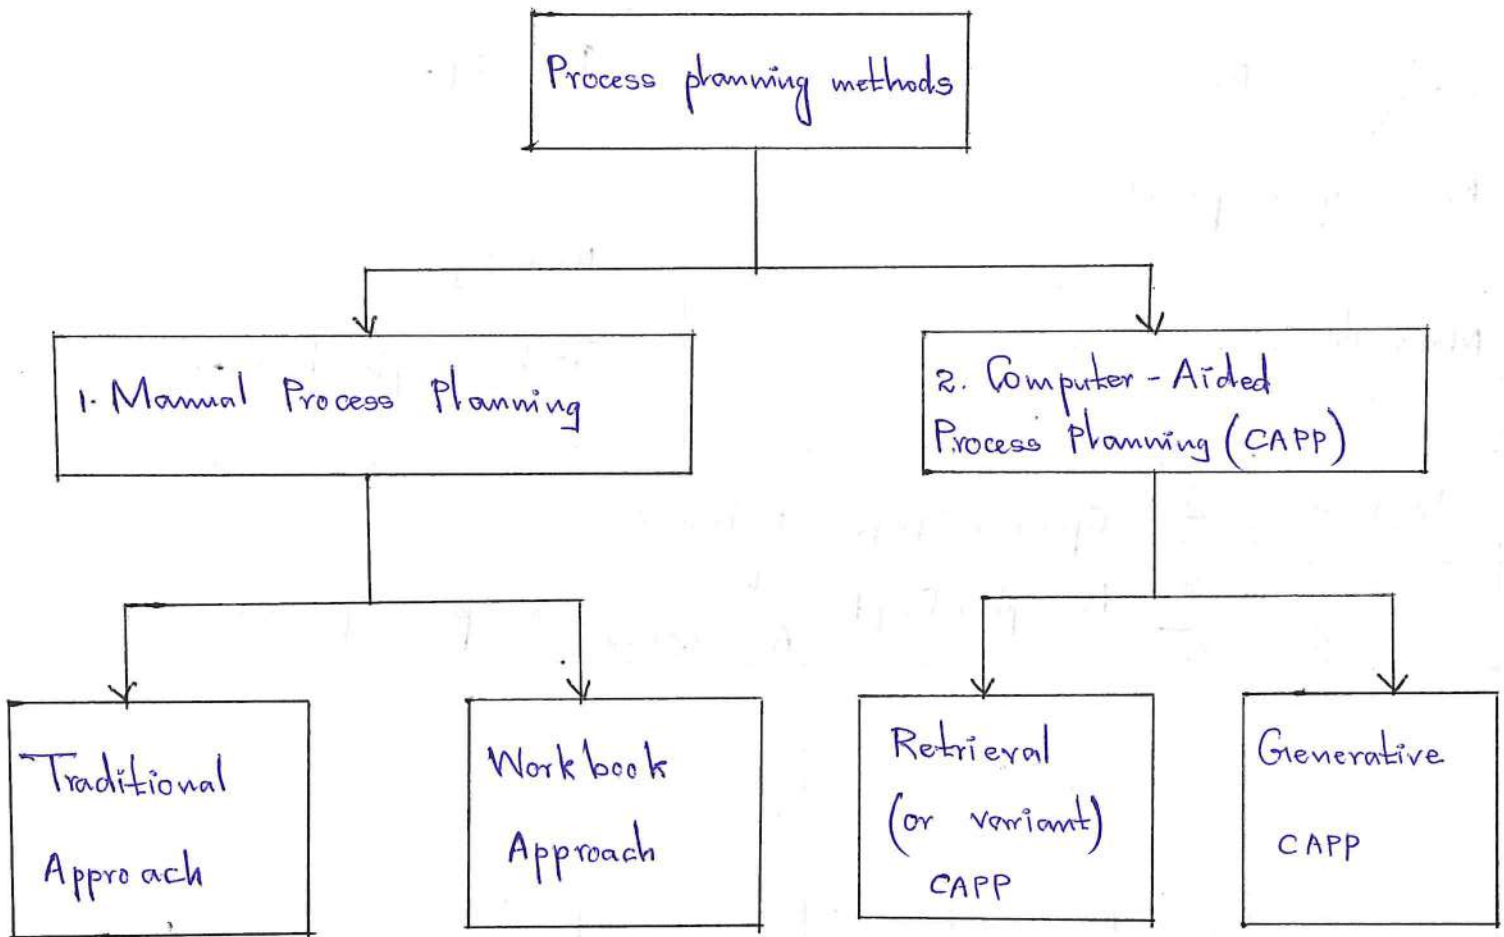 Process planning methods
1. Manual Process Planning
2. Computer-Aided
Process Planning (CAPP)
Traditional
Approach
Workbook
Approach
Retrieval
(or variant)
CAPP
Generative
CAPP